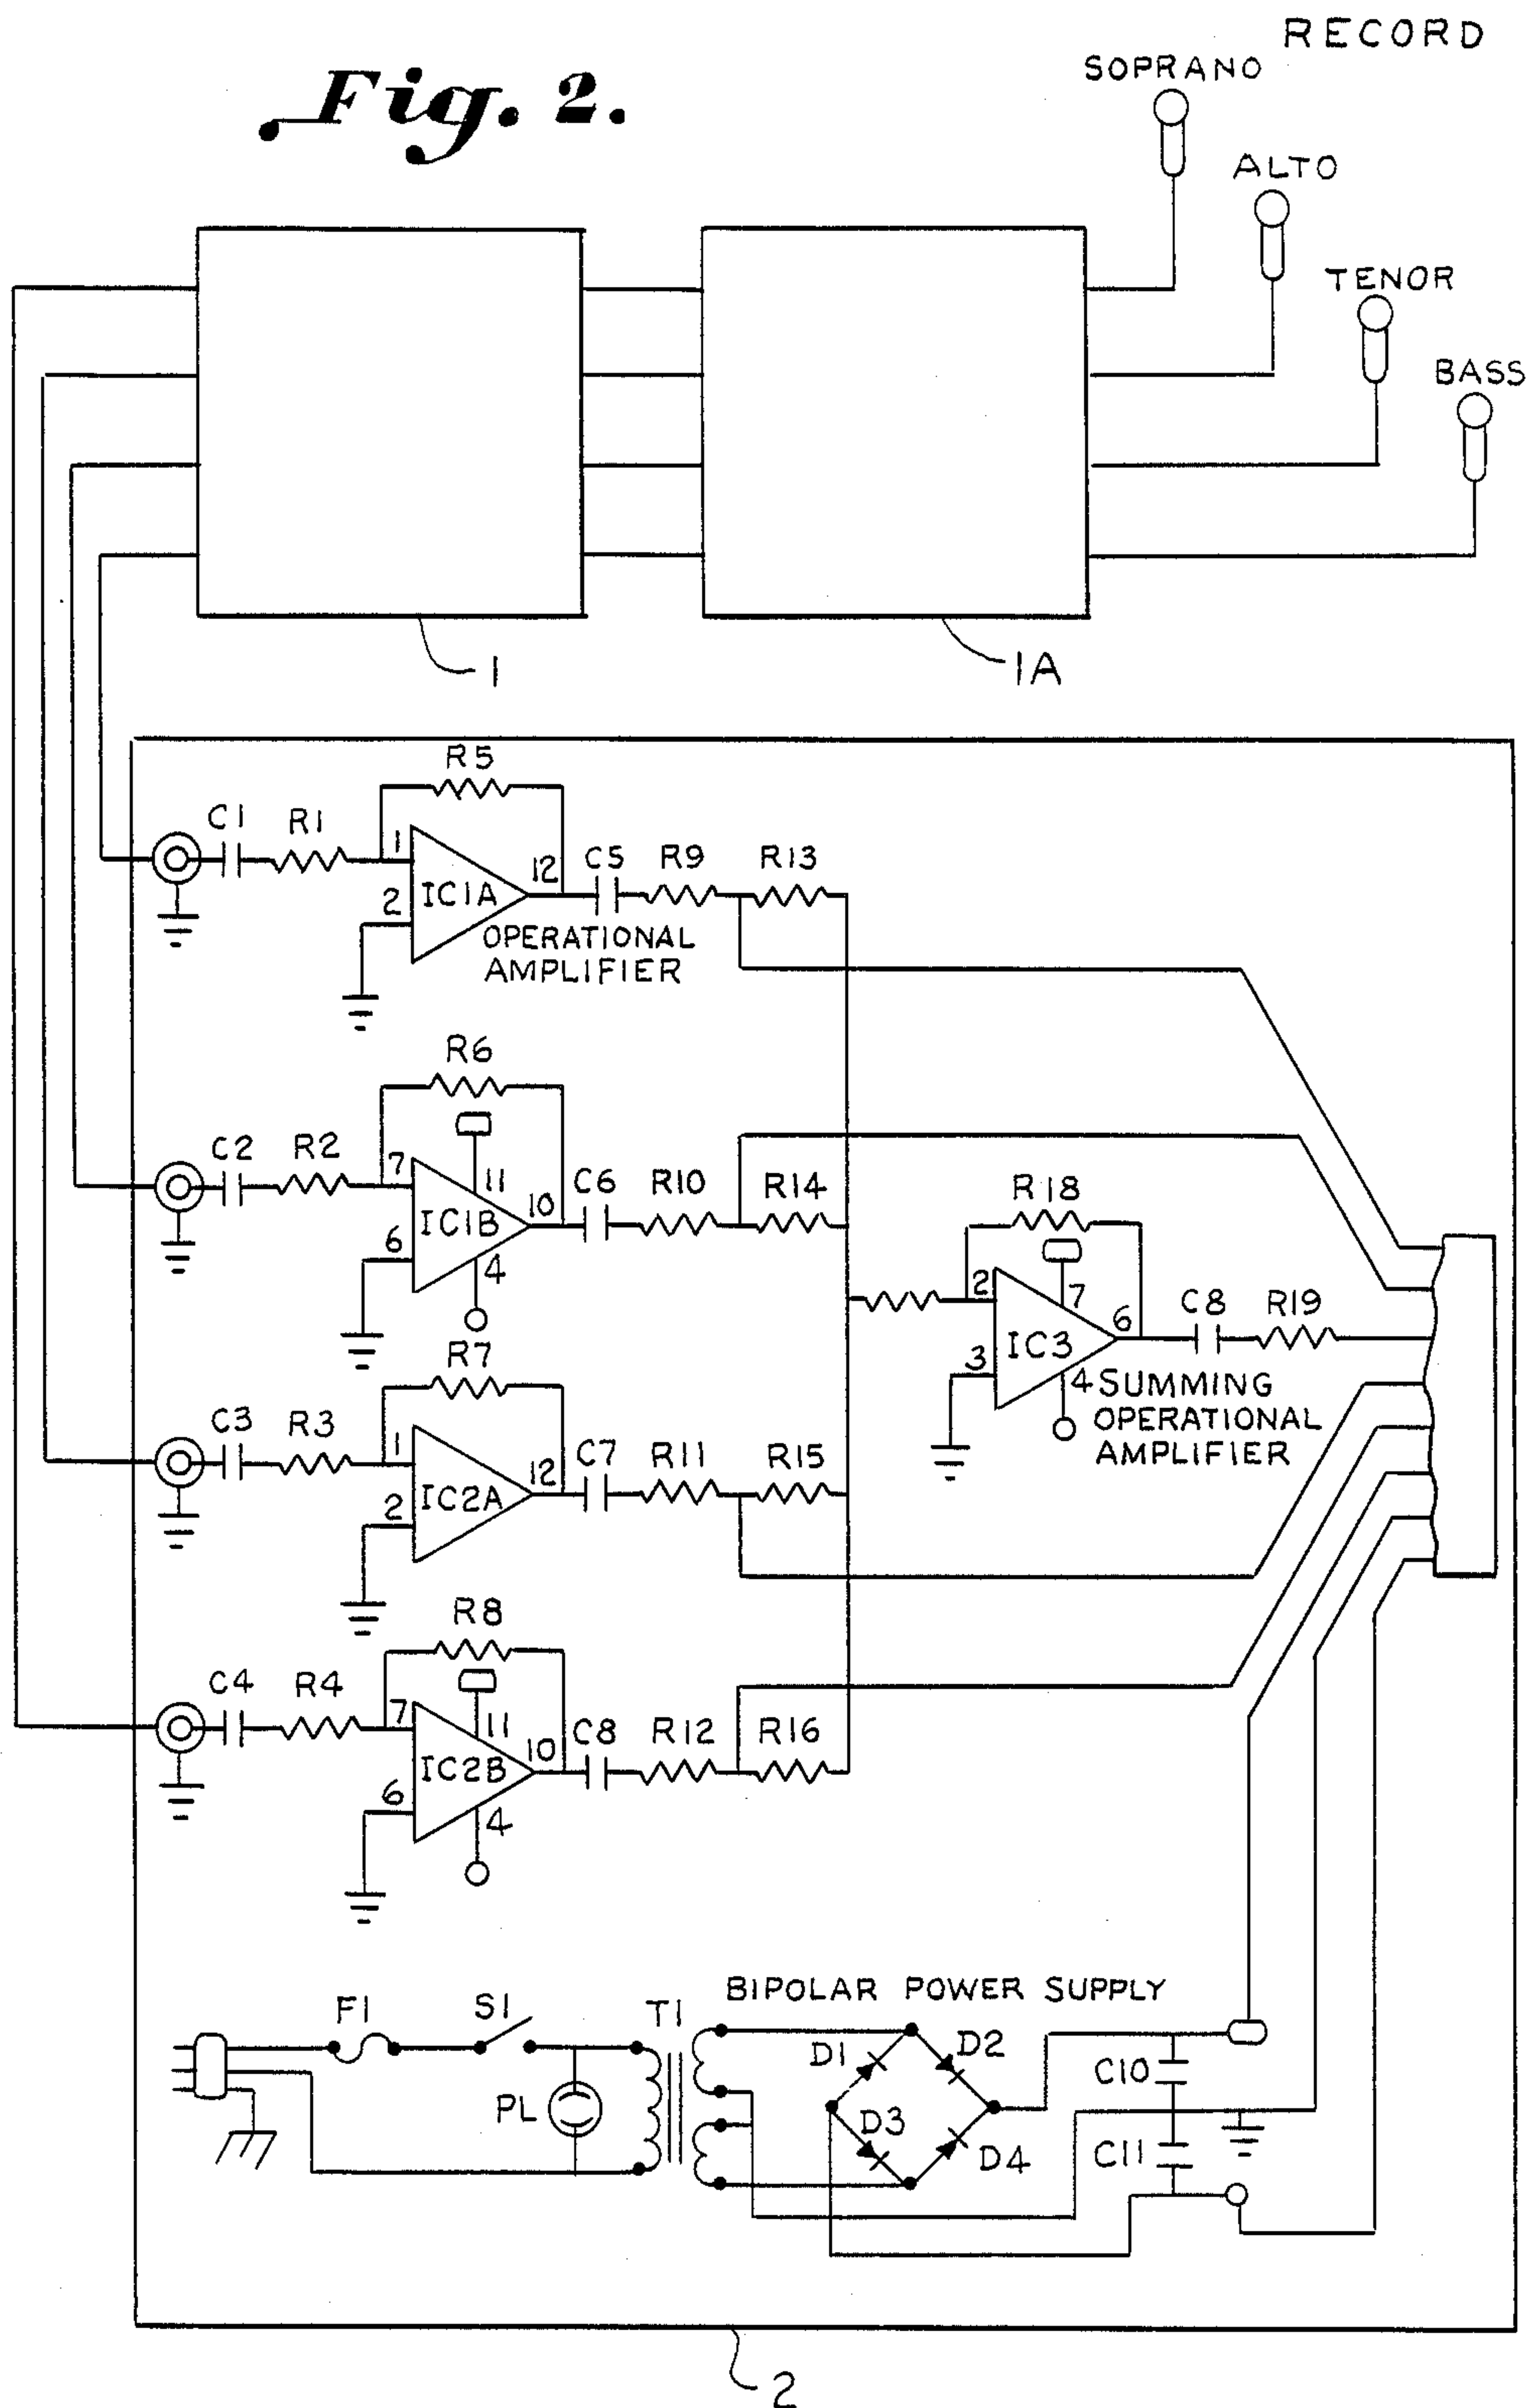 RECORD
Fig. 2.
SOPRANO
ALTO
TENOR
BASS
1
1A
R5
C1 R1 1 12 C5 R9 R13
2 IC1A
OPERATIONAL
AMPLIFIER
R6
C2 R2 7 11 10 C6 R10 R14
IC1B
6 4
R18
2 7 6 C8 R19
IC3
3 4 SUMMING
OPERATIONAL
AMPLIFIER
R7
C3 R3 1 12 C7 R11 R15
2 IC2A
R8
C4 R4 7 11 10 C8 R12 R16
IC2B
6 4
BIPOLAR POWER SUPPLY
F1 S1 T1
D1 D2
PL
D3 D4
C10
C11
2